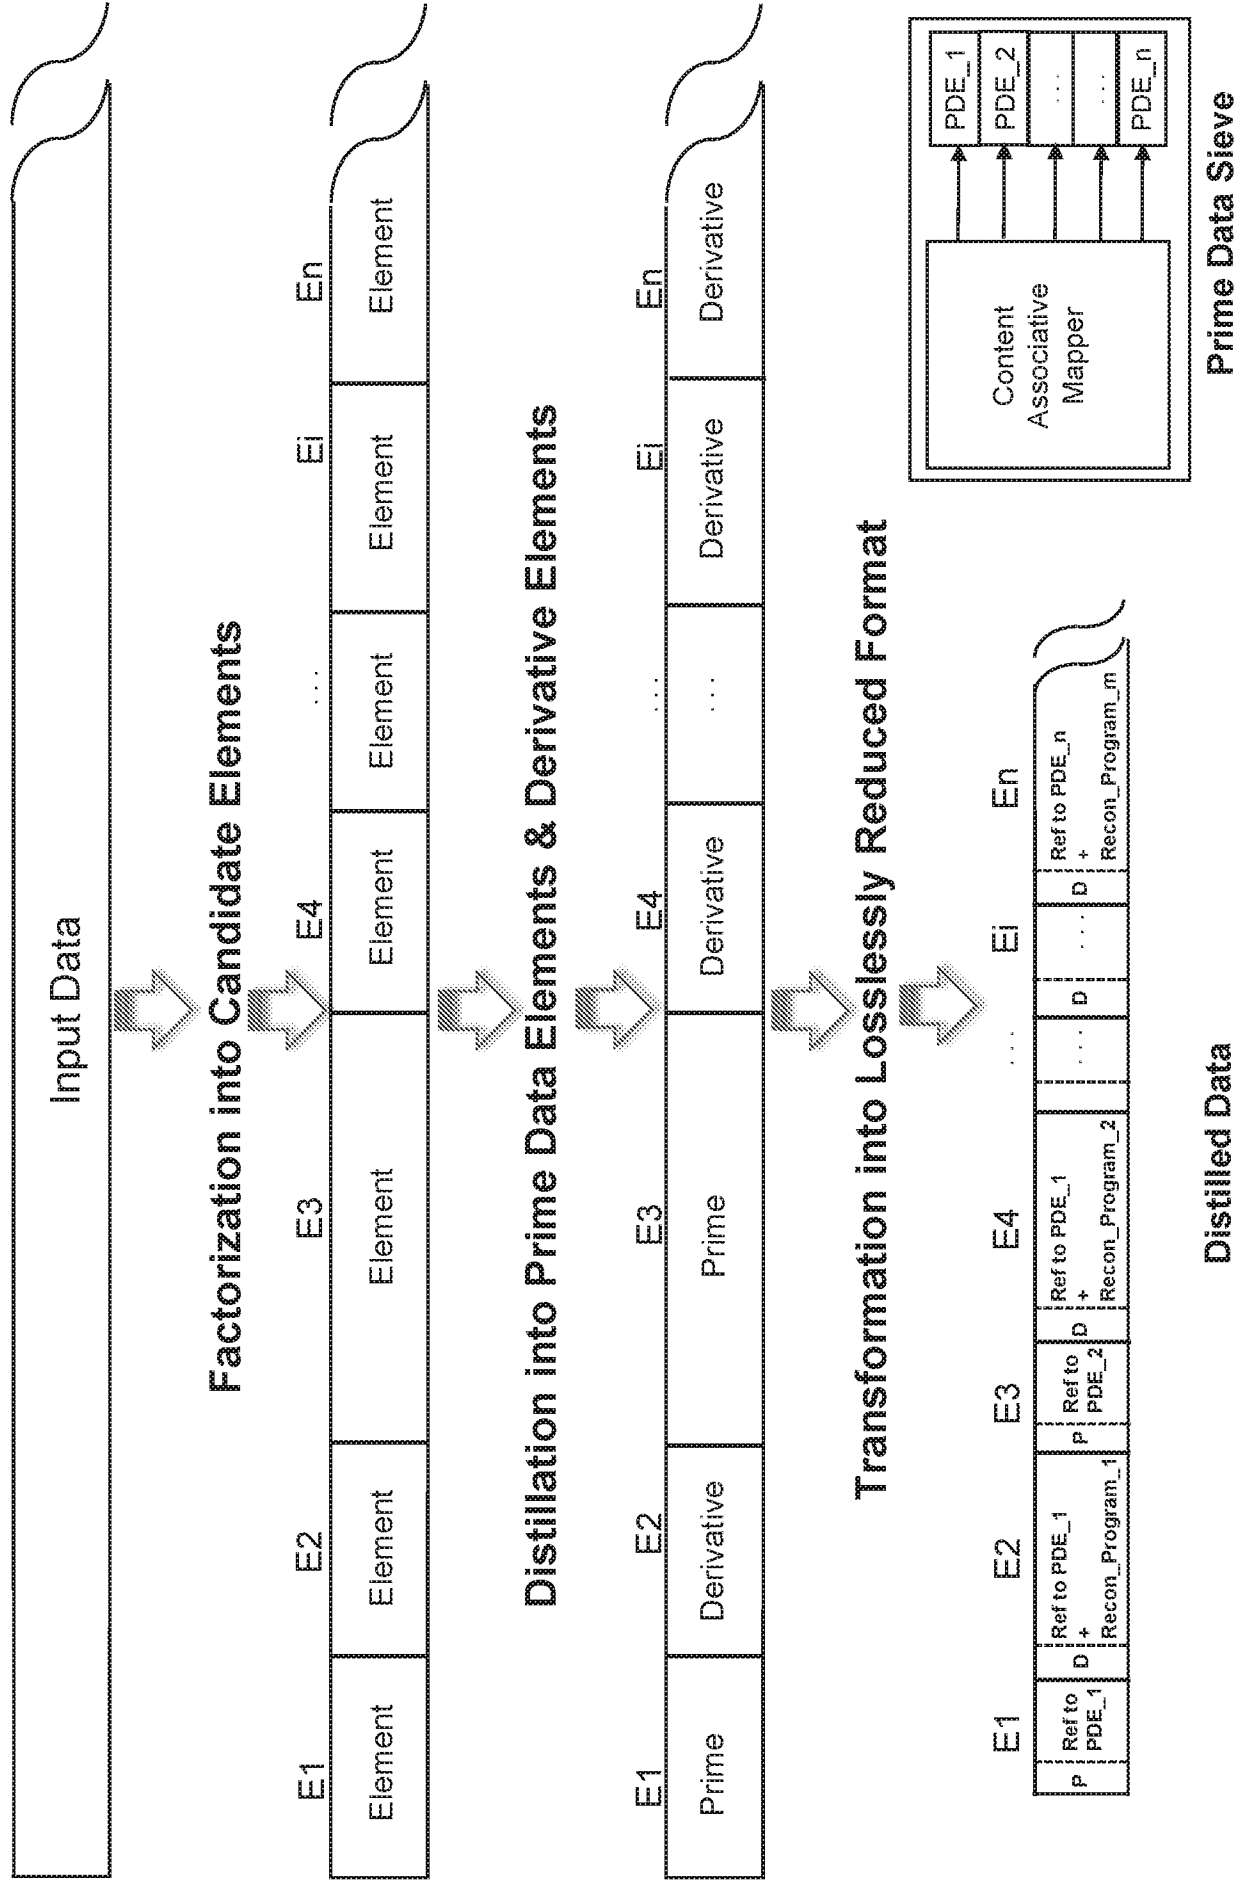 Input Data
Factorization into Candidate Elements
E1 E2 E3 E4 ... Ei En
Element Element Element Element Element Element Element
Distillation into Prime Data Elements & Derivative Elements
E1 E2 E3 E4 ... Ei En
Prime Derivative Prime Derivative ... Derivative Derivative
Transformation into Losslessly Reduced Format
E1 E2 E3 E4 ... Ei En
P
Ref to
PDE_1
D
Ref to PDE_1
+
Recon_Program_1
P
Ref to
PDE_2
D
Ref to PDE_1
+
Recon_Program_2
...
D
...
D
Ref to PDE_n
+
Recon_Program_m
Distilled Data
Content
Associative
Mapper
PDE_1
PDE_2
...
...
PDE_n
Prime Data Sieve